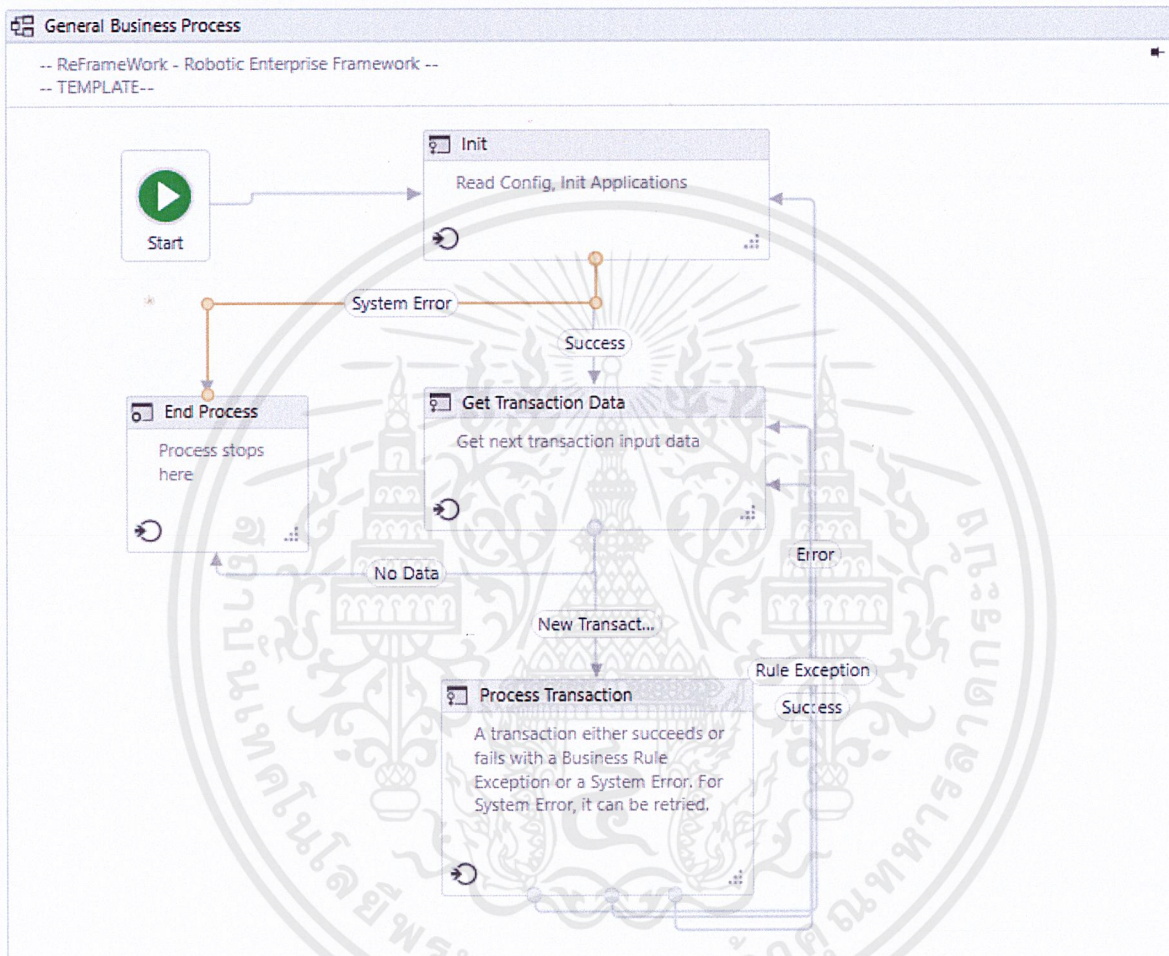 General Business Process
-- ReFrameWork - Robotic Enterprise Framework --
-- TEMPLATE--
Init
Read Config, Init Applications
Start
System Error
Success
End Process
Process stops
here
Get Transaction Data
Get next transaction input data
Error
No Data
New Transact...
Rule Exception
Process Transaction
Success
A transaction either succeeds or
fails with a Business Rule
Exception or a System Error. For
System Error, it can be retried.